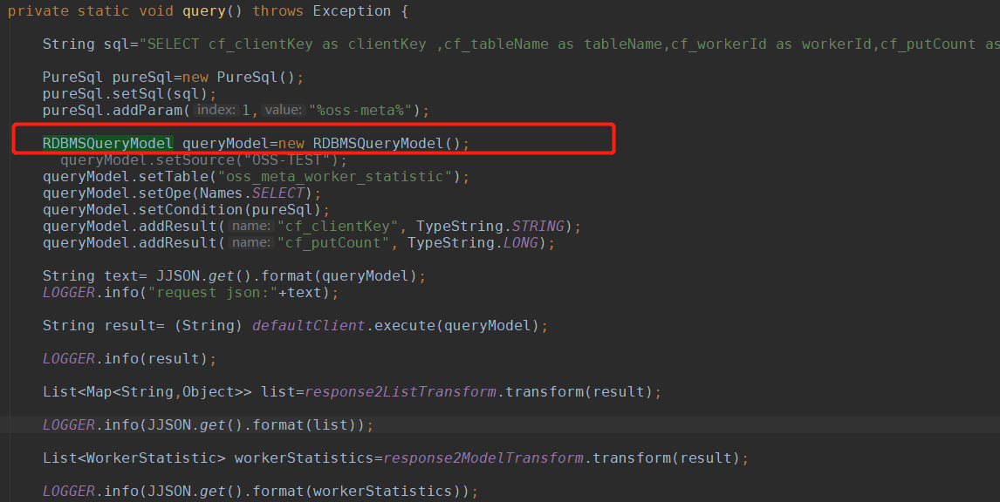 private static void query() throws Exception {
String sql="SELECT cf_clientKey as clientKey ,cf_tableName as tableName,cf_workerId as workerId,cf_putCount as
PureSql pureSql=new PureSql();
pureSql.setSql(sql);
pureSql.addParam( index: 1, value: "%oss-meta%");
RDBMSQueryModel queryModel=new RDBMSQueryModel();
queryModel.setSource("OSS-TEST");
queryModel.setTable("oss_meta_worker_statistic");
queryModel.setOpe(Names.SELECT);
queryModel.setCondition(pureSql);
queryModel.addResult( name: "cf_clientKey", TypeString.STRING);
queryModel.addResult( name: "cf_putCount", TypeString.LONG);
String text= JJSON.get().format(queryModel);
LOGGER.info("request json:"+text);
String result= (String) defaultClient.execute(queryModel);
LOGGER.info(result);
List<Map<String,Object>> list=response2ListTransform.transform(result);
LOGGER.info(JJSON.get().format(list));
List<WorkerStatistic> workerStatistics=response2ModelTransform.transform(result);
LOGGER.info(JJSON.get().format(workerStatistics));